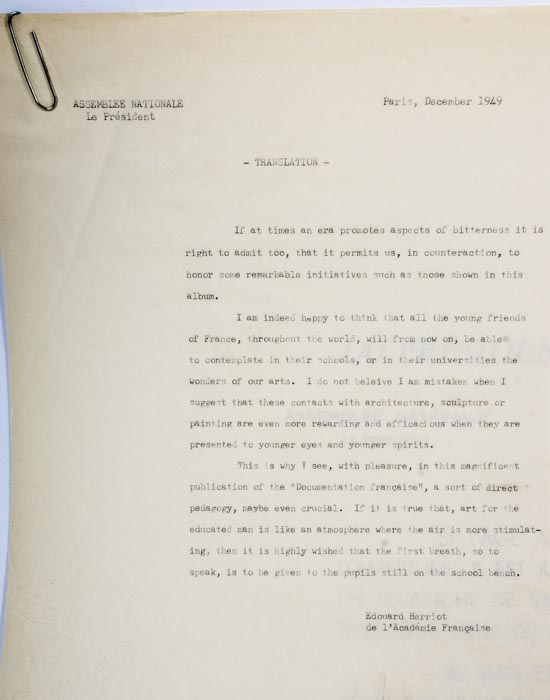 ASSEMBLEE NATIONALE
Le Président
Paris, December 1949
- TRANSLATION -
If at times an era promotes aspects of bitterness it is
right to admit too, that it permits us, in counteraction, to
honor some remarkable initiatives such as those shown in this
album.
I am indeed happy to think that all the young friends
of France, throughout the world, will from now on, be able
to contemplate in their schools, or in their universities the
wonders of our arts. I do not beleive I am mistaken when I
suggest that these contacts with architecture, sculpture or
painting are even more rewarding and efficacious when they are
presented to younger eyes and younger spirits.
This is why I see, with pleasure, in this magnificent
publication of the "Documentation française", a sort of direct
pedagogy, maybe even crucial. If it is true that, art for the
educated man is like an atmosphere where the air is more stimulat-
ing, then it is highly wished that the first breath, so to
speak, is to be given to the pupils still on the school bench.
Edouard Herriot
de l'Académie Française